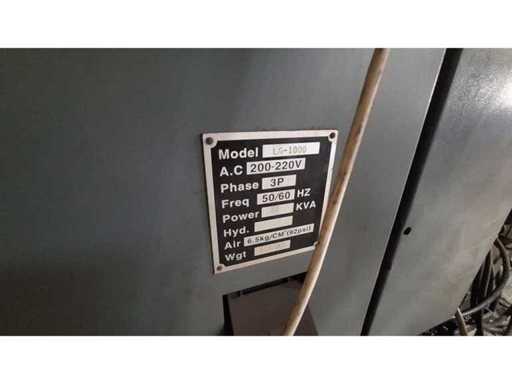 Model LG-1000
A.C 200-220V
Phase 3P
Freq 50/60 HZ
Power KVA
Hyd.
Air 6.5kg/CM²(92psi)
Wgt